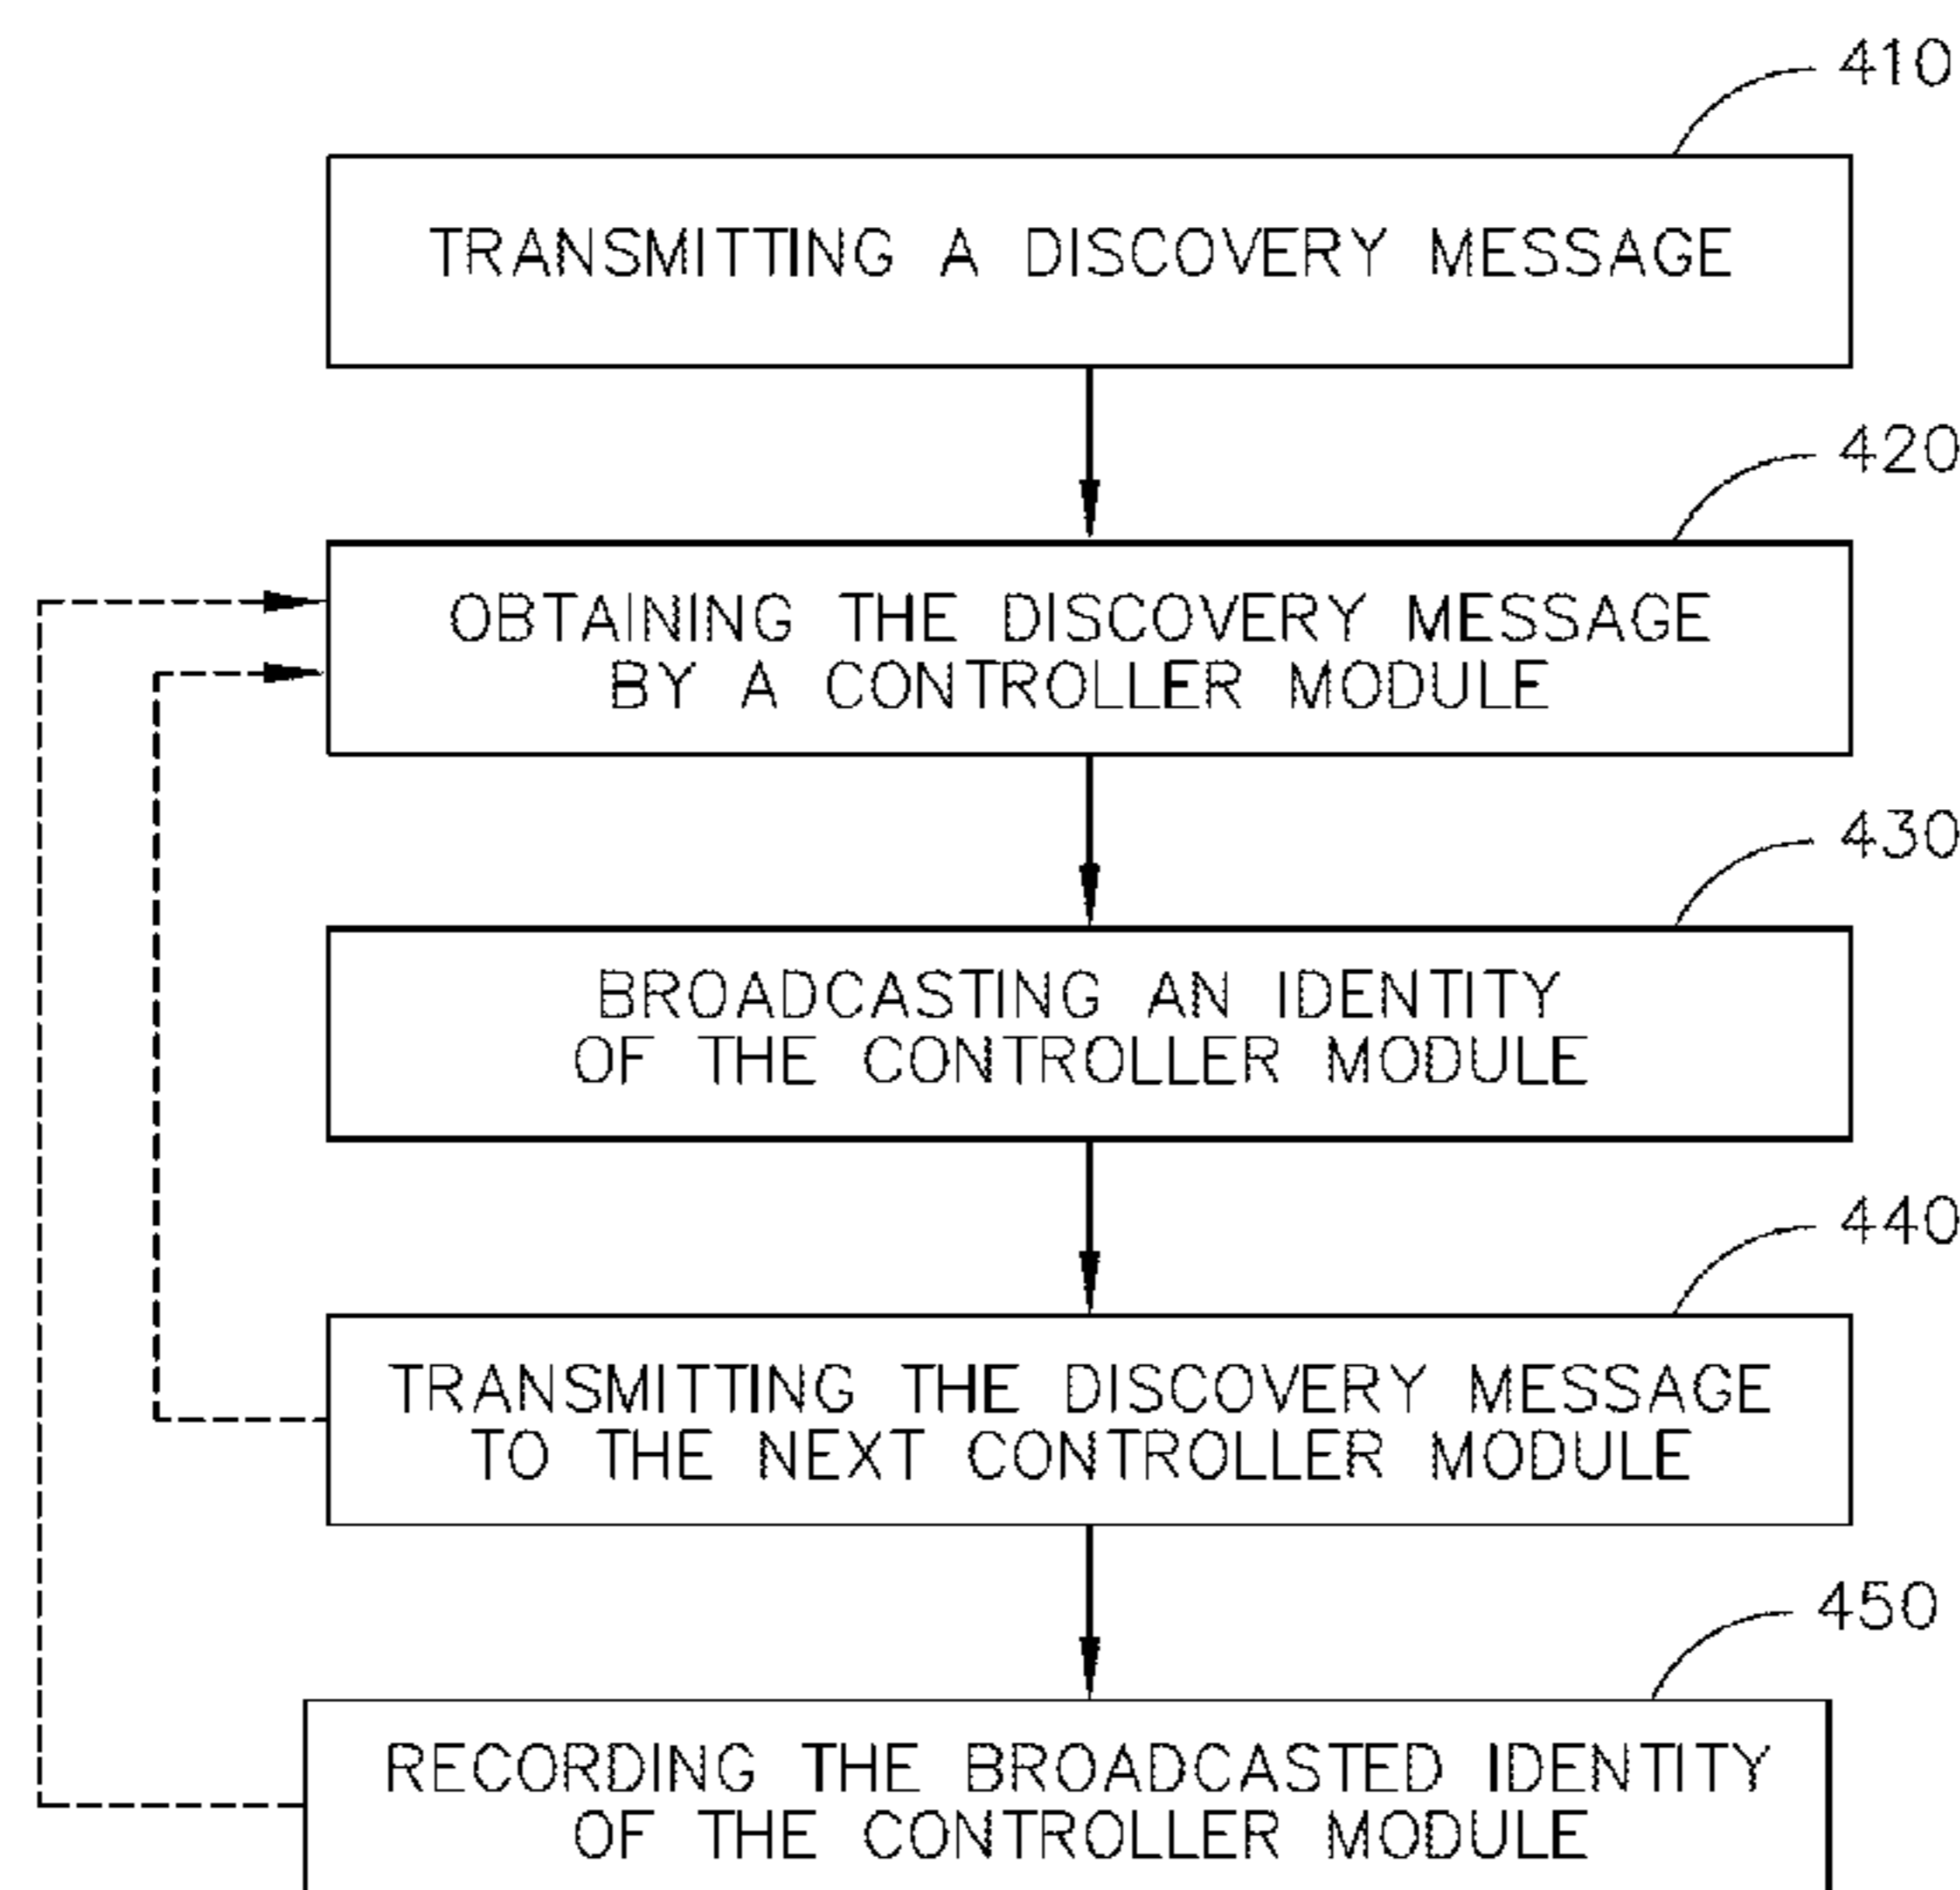 410
TRANSMITTING A DISCOVERY MESSAGE
420
OBTAINING THE DISCOVERY MESSAGE
BY A CONTROLLER MODULE
430
BROADCASTING AN IDENTITY
OF THE CONTROLLER MODULE
440
TRANSMITTING THE DISCOVERY MESSAGE
TO THE NEXT CONTROLLER MODULE
450
RECORDING THE BROADCASTED IDENTITY
OF THE CONTROLLER MODULE